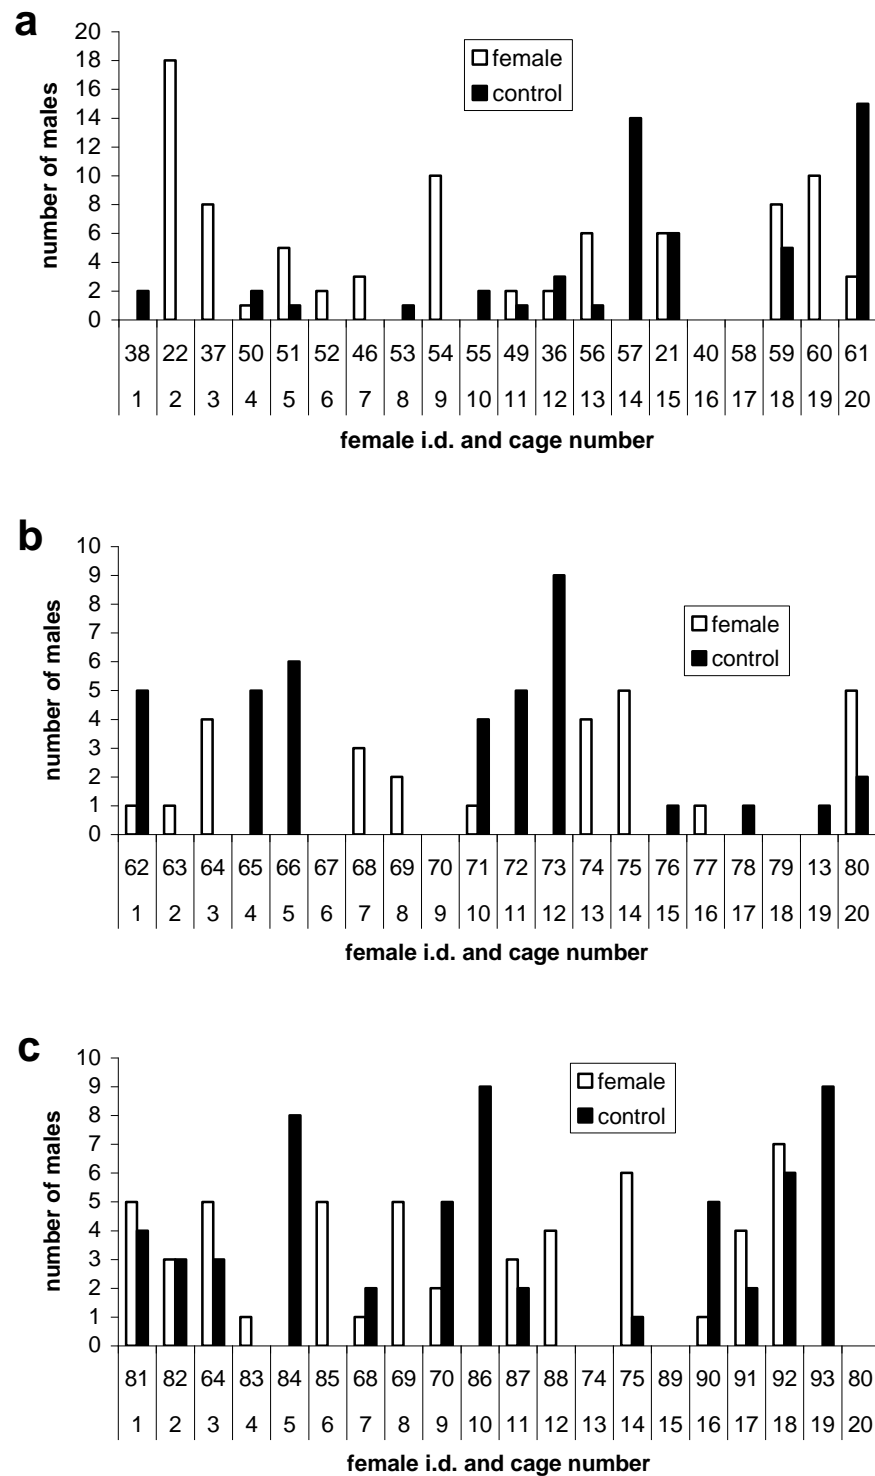 a
20
18
16
14
12
10
8
6
4
2
0
number of males
female
control
38 22 37 50 51 52 46 53 54 55 49 36 56 57 21 40 58 59 60 61
1 2 3 4 5 6 7 8 9 10 11 12 13 14 15 16 17 18 19 20
female i.d. and cage number
b
10
9
8
7
6
5
4
3
2
1
0
number of males
female
control
62 63 64 65 66 67 68 69 70 71 72 73 74 75 76 77 78 79 13 80
1 2 3 4 5 6 7 8 9 10 11 12 13 14 15 16 17 18 19 20
female i.d. and cage number
c
10
9
8
7
6
5
4
3
2
1
0
number of males
female
control
81 82 64 83 84 85 68 69 70 86 87 88 74 75 89 90 91 92 93 80
1 2 3 4 5 6 7 8 9 10 11 12 13 14 15 16 17 18 19 20
female i.d. and cage number